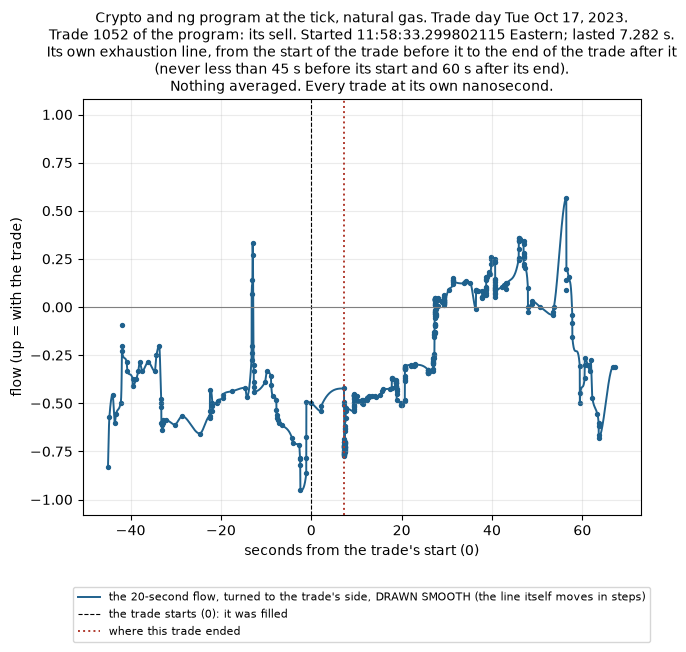 Crypto and ng program at the tick, natural gas. Trade day Tue Oct 17, 2023.
Trade 1052 of the program: its sell. Started 11:58:33.299802115 Eastern; lasted 7.282 s.
Its own exhaustion line, from the start of the trade before it to the end of the trade after it
(never less than 45 s before its start and 60 s after its end).
Nothing averaged. Every trade at its own nanosecond.
1.00
0.75
0.50
0.25
0.00
−0.25
−0.50
−0.75
−1.00
flow (up = with the trade)
−40
−20
0
20
40
60
seconds from the trade's start (0)
the 20-second flow, turned to the trade's side, DRAWN SMOOTH (the line itself moves in steps)
the trade starts (0): it was filled
where this trade ended